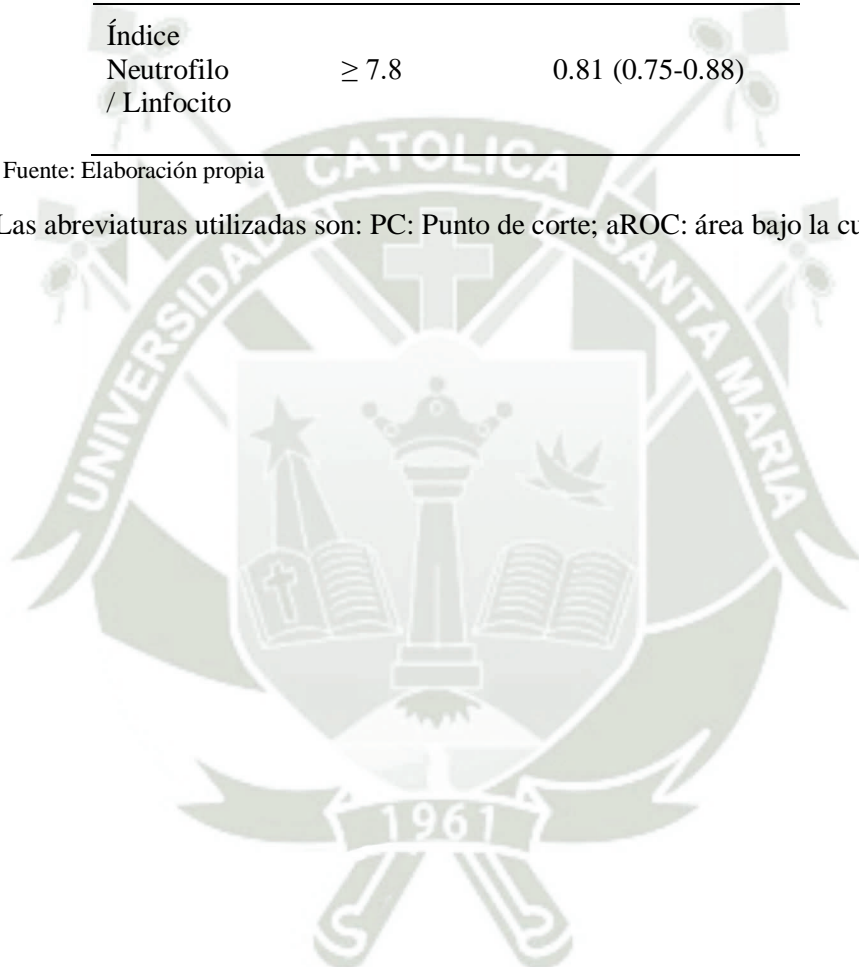 Índice
Neutrofilo ≥ 7.8 0.81 (0.75-0.88)
/ Linfocito
Fuente: Elaboración propia
Las abreviaturas utilizadas son: PC: Punto de corte; aROC: área bajo la
UNIVERSIDAD CATOLICA SANTA MARIA
1961